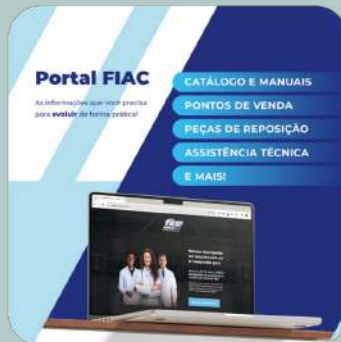 Portal FIAC
As informações que você precisa
para evoluir de forma prática!
CATÁLOGO E MANUAIS
PONTOS DE VENDA
PEÇAS DE REPOSIÇÃO
ASSISTÊNCIA TÉCNICA
E MAIS!
fiac